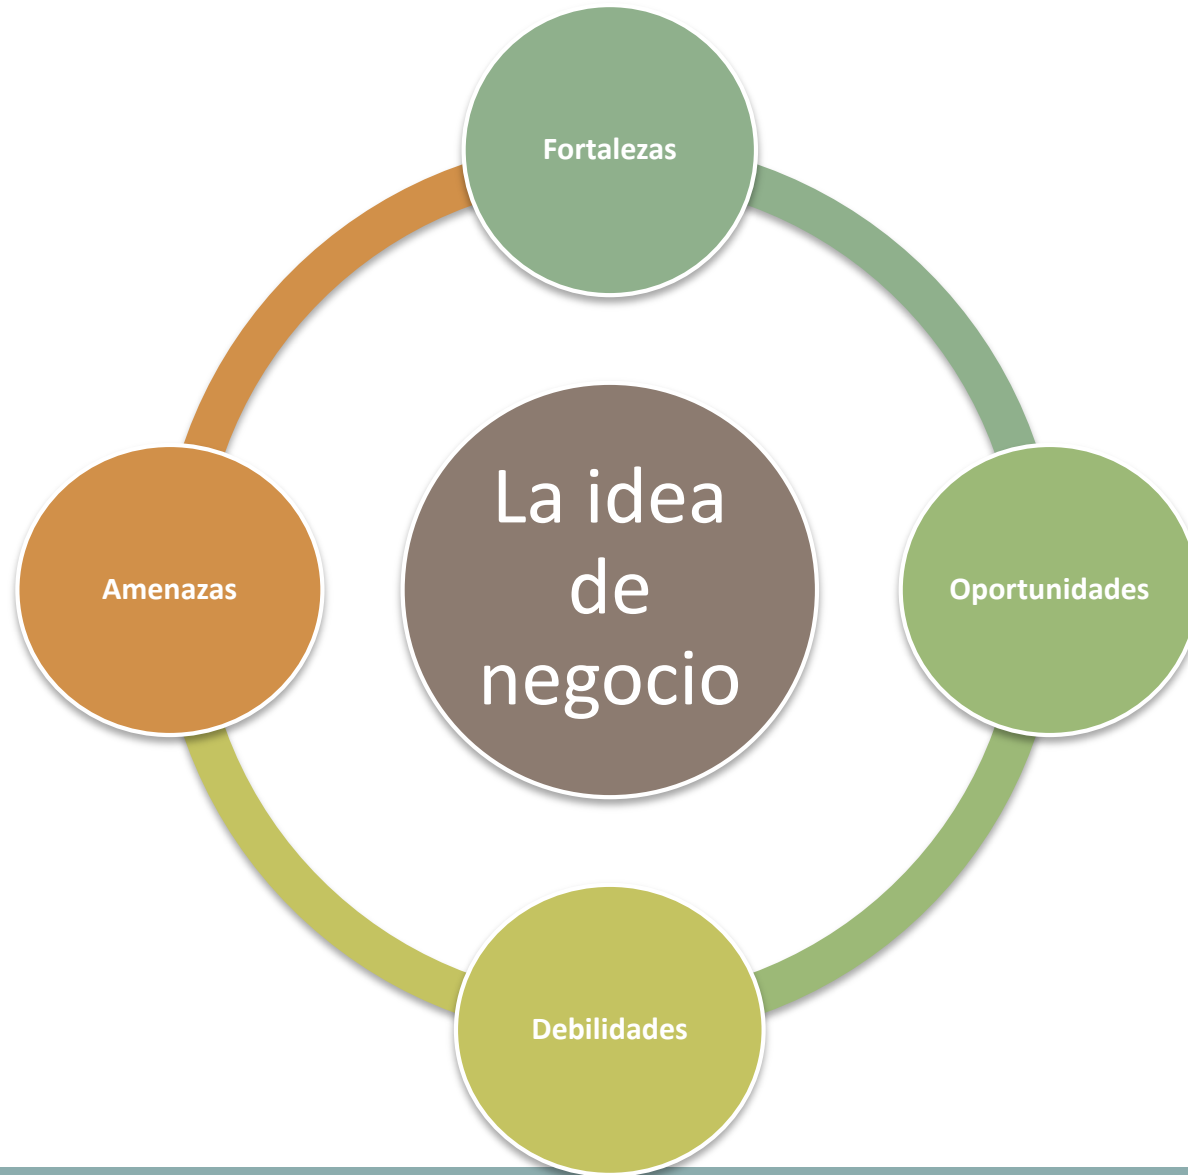 Fortalezas
La idea
de
negocio
Amenazas
Oportunidades
Debilidades